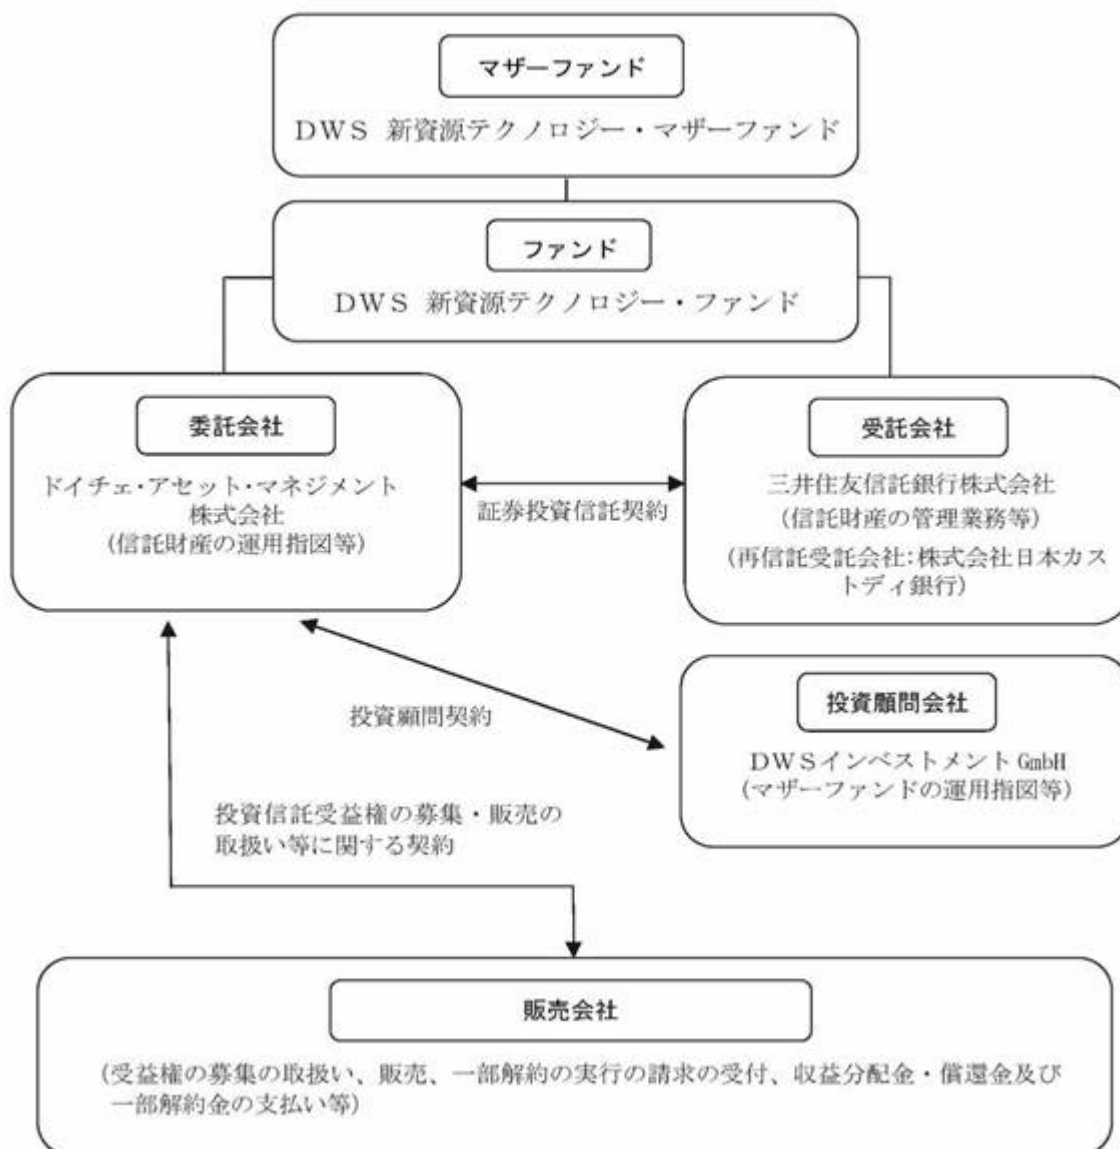 マザーファンド
DWS 新資源テクノロジー・マザーファンド
ファンド
DWS 新資源テクノロジー・ファンド
委託会社
ドイチェ・アセット・マネジメント
株式会社
(信託財産の運用指図等)
証券投資信託契約
受託会社
三井住友信託銀行株式会社
(信託財産の管理業務等)
(再信託受託会社:株式会社日本カス
トディ銀行)
投資顧問契約
投資顧問会社
DWSインベストメント GmbH
(マザーファンドの運用指図等)
投資信託受益権の募集・販売の
取扱い等に関する契約
販売会社
(受益権の募集の取扱い、販売、一部解約の実行の請求の受付、収益分配金・償還金及び
一部解約金の支払い等)